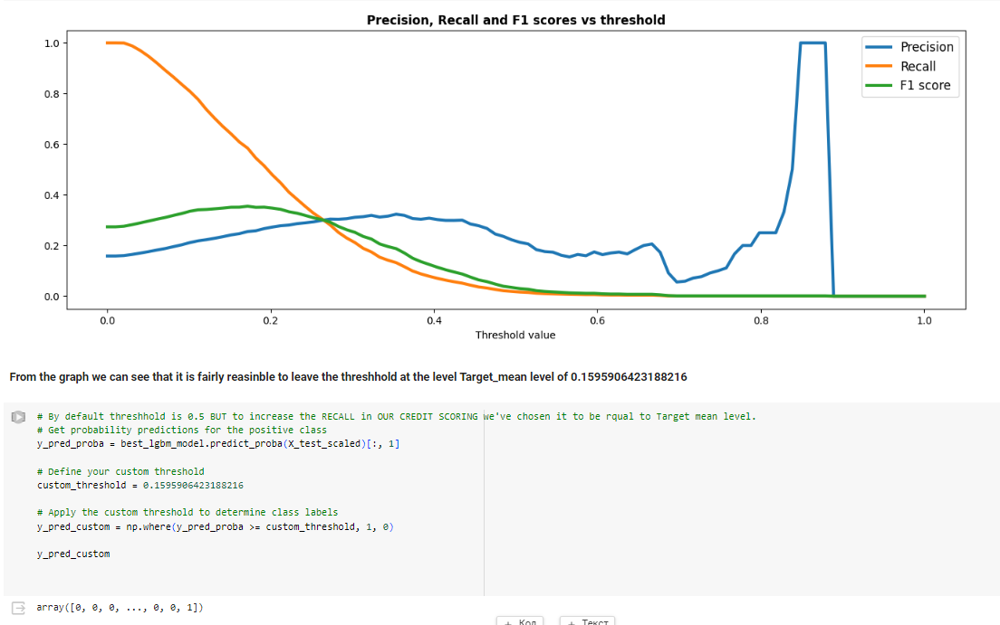 Precision, Recall and F1 scores vs threshold
1.0
0.8
0.6
0.4
0.2
0.0
Precision
Recall
F1 score
0.0 0.2 0.4 0.6 0.8 1.0
Threshold value
From the graph we can see that it is fairly reasinble to leave the threshhold at the level Target_mean level of 0.1595906423188216
# By default threshhold is 0.5 BUT to increase the RECALL in OUR CREDIT SCORING we've chosen it to be rqual to Target mean level.
# Get probability predictions for the positive class
y_pred_proba = best_lgbm_model.predict_proba(X_test_scaled)[:, 1]
# Define your custom threshold
custom_threshold = 0.1595906423188216
# Apply the custom threshold to determine class labels
y_pred_custom = np.where(y_pred_proba >= custom_threshold, 1, 0)
y_pred_custom
array([0, 0, 0, ..., 0, 0, 1])
+ Код + Текст